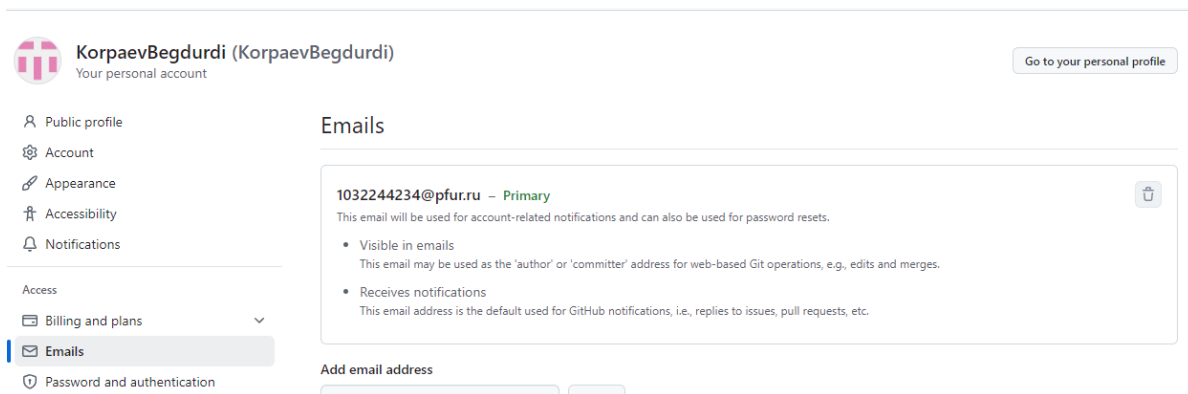 KorpaevBegdurdi (KorpaevBegdurdi)
Your personal account
Go to your personal profile
Public profile
Account
Appearance
Accessibility
Notifications
Access
Billing and plans
Emails
Password and authentication
Emails
1032244234@pfur.ru – Primary
This email will be used for account-related notifications and can also be used for password resets.
Visible in emails
This email may be used as the 'author' or 'committer' address for web-based Git operations, e.g., edits and merges.
Receives notifications
This email address is the default used for GitHub notifications, i.e., replies to issues, pull requests, etc.
Add email address